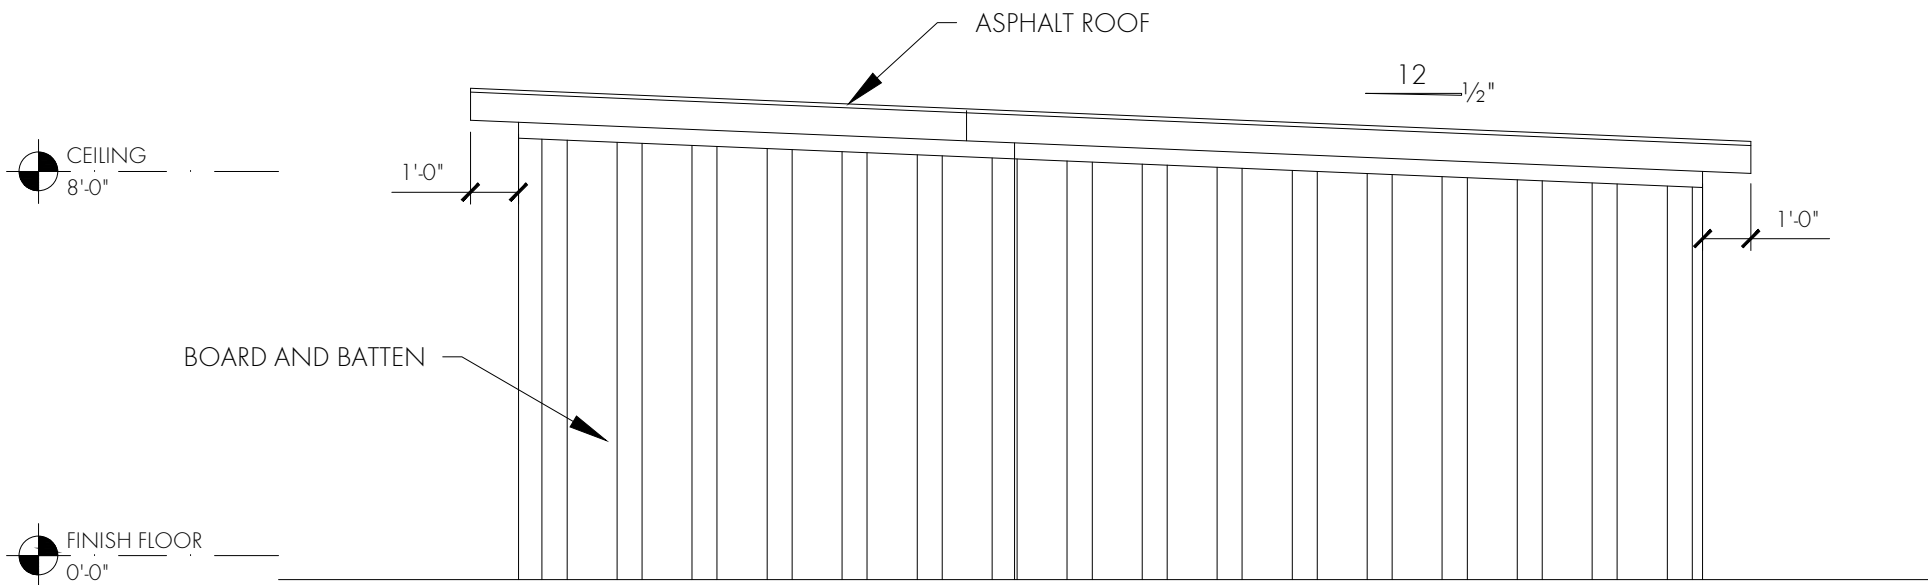 ASPHALT ROOF
12
½"
CEILING
8'-0"
1'-0"
1'-0"
BOARD AND BATTEN
FINISH FLOOR
0'-0"